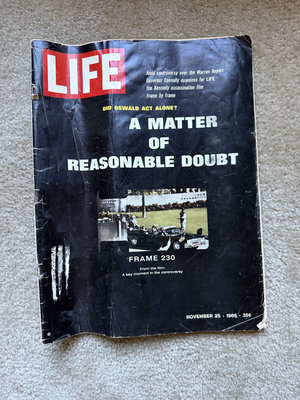 LIFE
Amid controversy over the Warren Report
Governor Connally examines for LIFE
the Kennedy assassination film
frame by frame
DID OSWALD ACT ALONE?
A MATTER
OF
REASONABLE DOUBT
FRAME 230
From the film:
A key moment in the controversy
NOVEMBER 25 · 1966 · 35¢